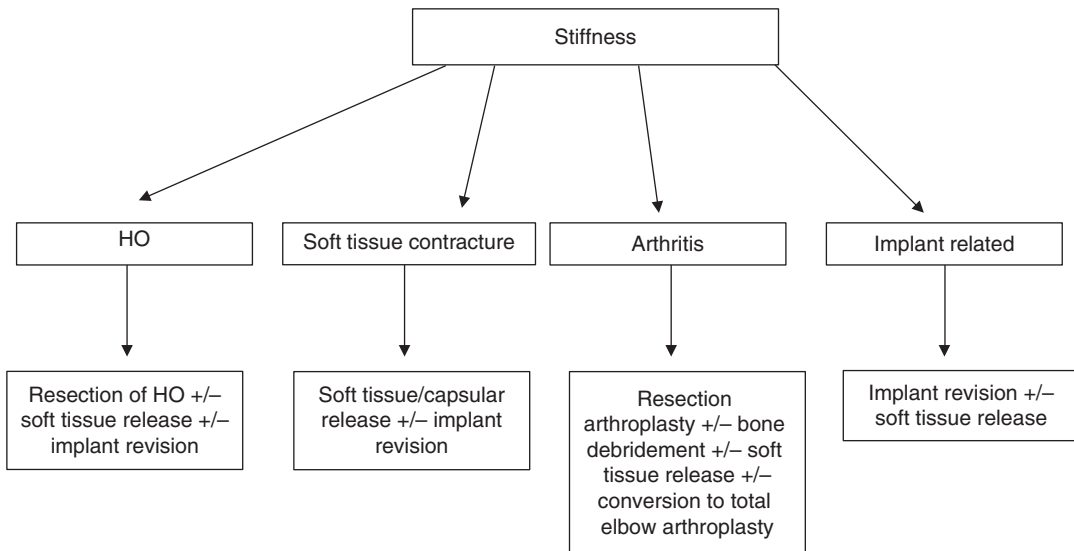 Stiffness
HO
Soft tissue contracture
Arthritis
Implant related
Resection of HO +/–
soft tissue release +/–
implant revision
Soft tissue/capsular
release +/– implant
revision
Resection
arthroplasty +/– bone
debridement +/– soft
tissue release +/–
conversion to total
elbow arthroplasty
Implant revision +/–
soft tissue release